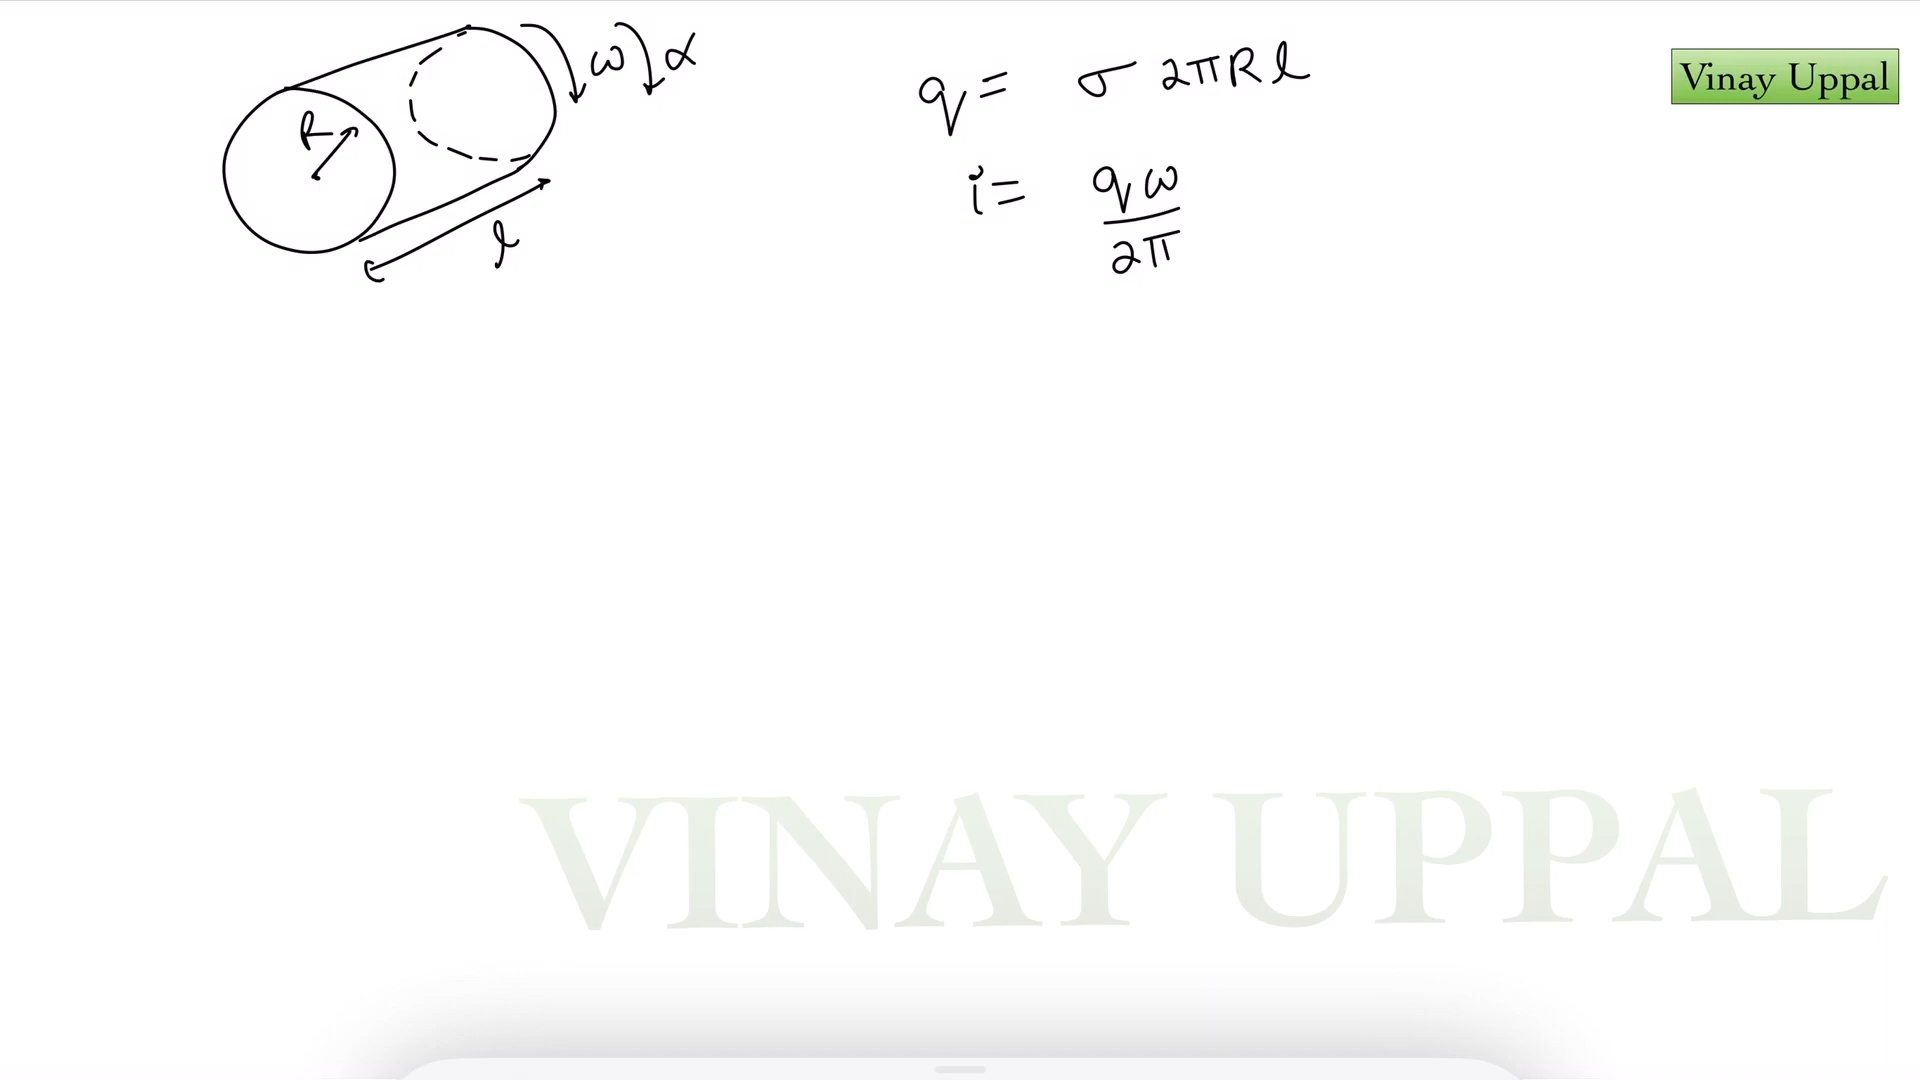 ω α
R
l
q = σ 2πRl
i = qω / 2π
Vinay Uppal
VINAY UPPAL